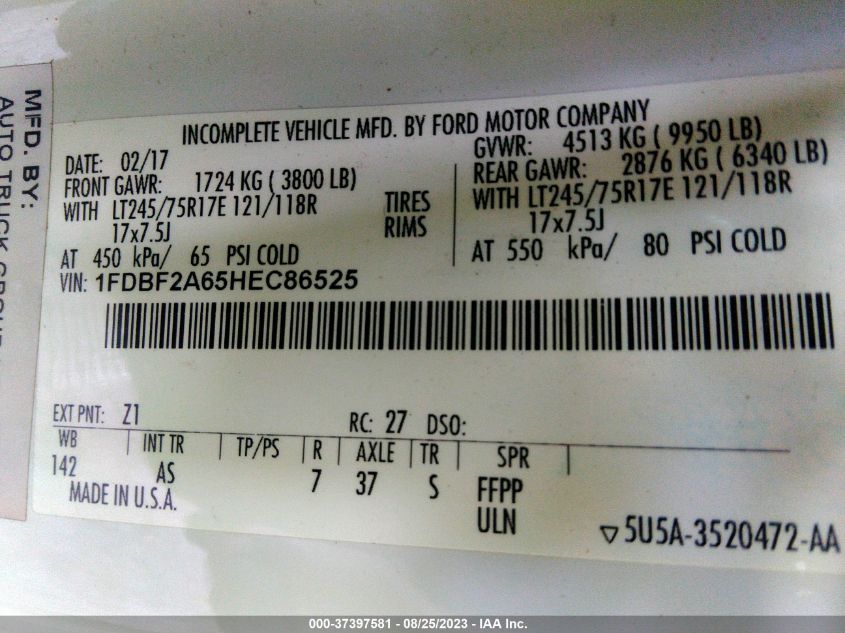 MFD. BY:
AUTO TRUCK GROUP
INCOMPLETE VEHICLE MFD. BY FORD MOTOR COMPANY
DATE: 02/17
GVWR: 4513 KG ( 9950 LB)
FRONT GAWR: 1724 KG ( 3800 LB)
REAR GAWR: 2876 KG ( 6340 LB)
WITH LT245/75R17E 121/118R TIRES WITH LT245/75R17E 121/118R
17x7.5J RIMS 17x7.5J
AT 450 kPa/ 65 PSI COLD AT 550 kPa/ 80 PSI COLD
VIN: 1FDBF2A65HEC86525
EXT PNT: Z1 RC: 27 DSO:
WB INT TR TP/PS R AXLE TR SPR
142 AS 7 37 S FFPP
MADE IN U.S.A. ULN
5U5A-3520472-AA
000-37397581 - 08/25/2023 - IAA Inc.